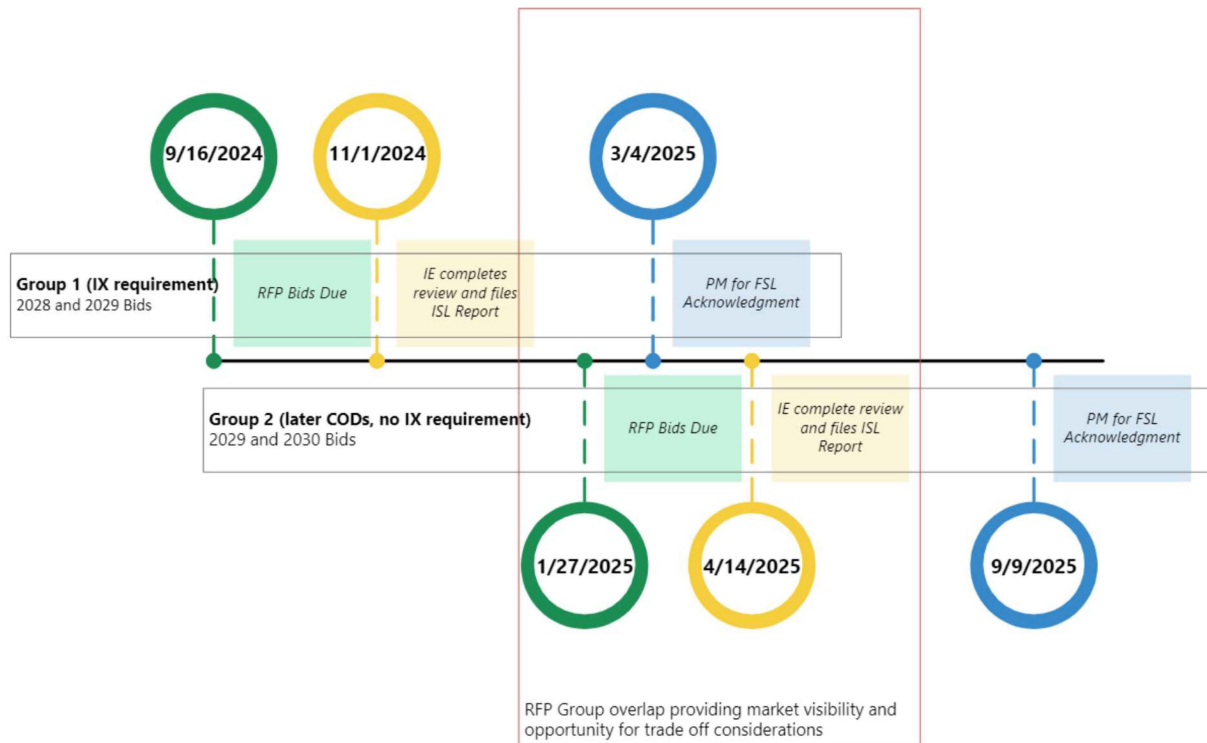 9/16/2024
11/1/2024
3/4/2025
Group 1 (IX requirement)
2028 and 2029 Bids
RFP Bids Due
IE completes
review and files
ISL Report
PM for FSL
Acknowledgment
Group 2 (later CODs, no IX requirement)
2029 and 2030 Bids
RFP Bids Due
IE complete review
and files ISL
Report
PM for FSL
Acknowledgment
1/27/2025
4/14/2025
9/9/2025
RFP Group overlap providing market visibility and
opportunity for trade off considerations